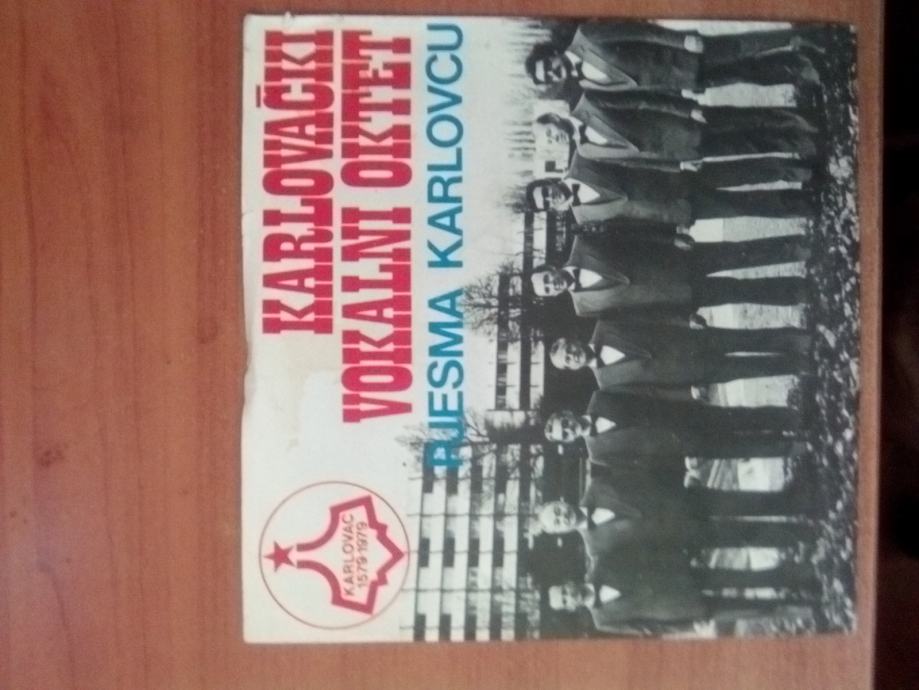 KARLOVAČKI
VOKALNI OKTET
PJESMA KARLOVCU
KARLOVAC
1579-1979